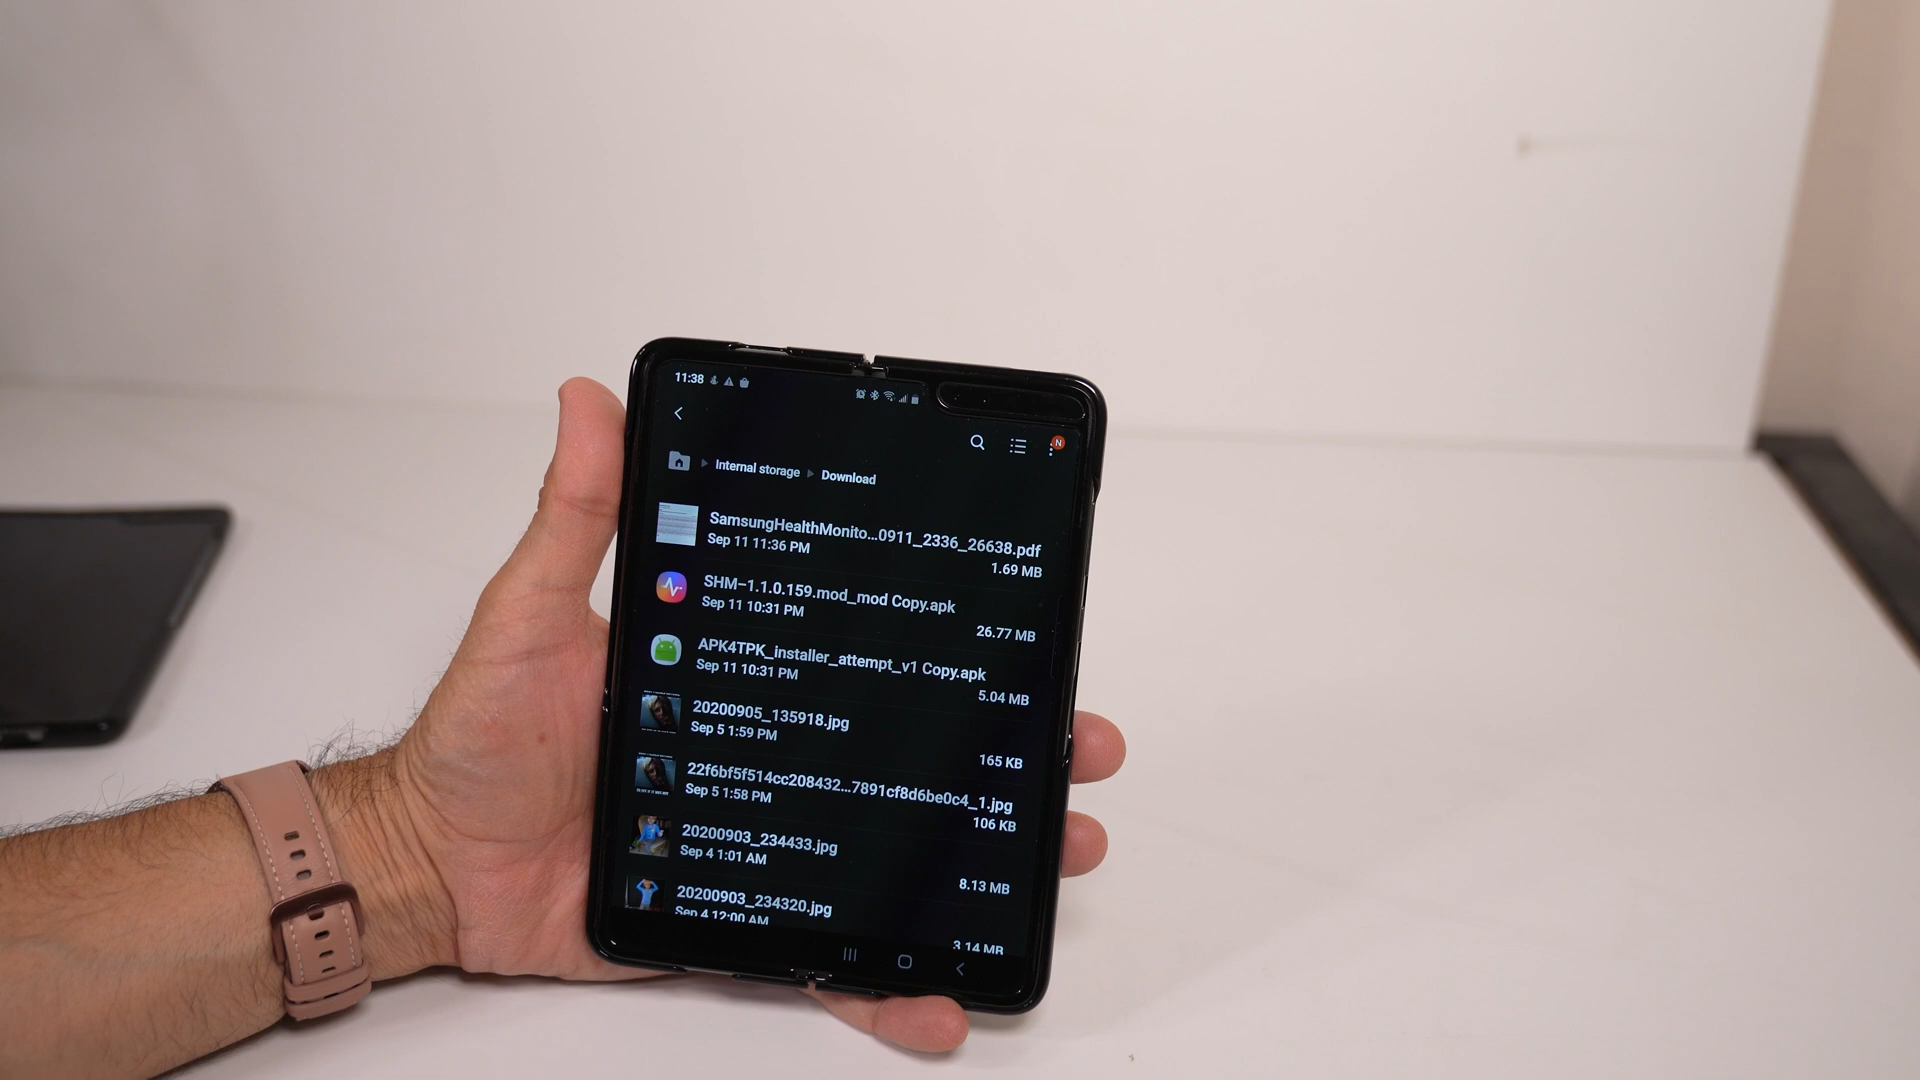 11:38
N
Internal storage
Download
SamsungHealthMonito...0911_2336_26638.pdf
Sep 11 11:36 PM
1.69 MB
SHM-1.1.0.159.mod_mod Copy.apk
Sep 11 10:31 PM
26.77 MB
APK4TPK_installer_attempt_v1 Copy.apk
Sep 11 10:31 PM
5.04 MB
20200905_135918.jpg
Sep 5 1:59 PM
165 KB
22f6bf5f514cc208432...7891cf8d6be0c4_1.jpg
Sep 5 1:58 PM
106 KB
20200903_234433.jpg
Sep 4 1:01 AM
8.13 MB
20200903_234320.jpg
Sep 4 12:00 AM
3.14 MB